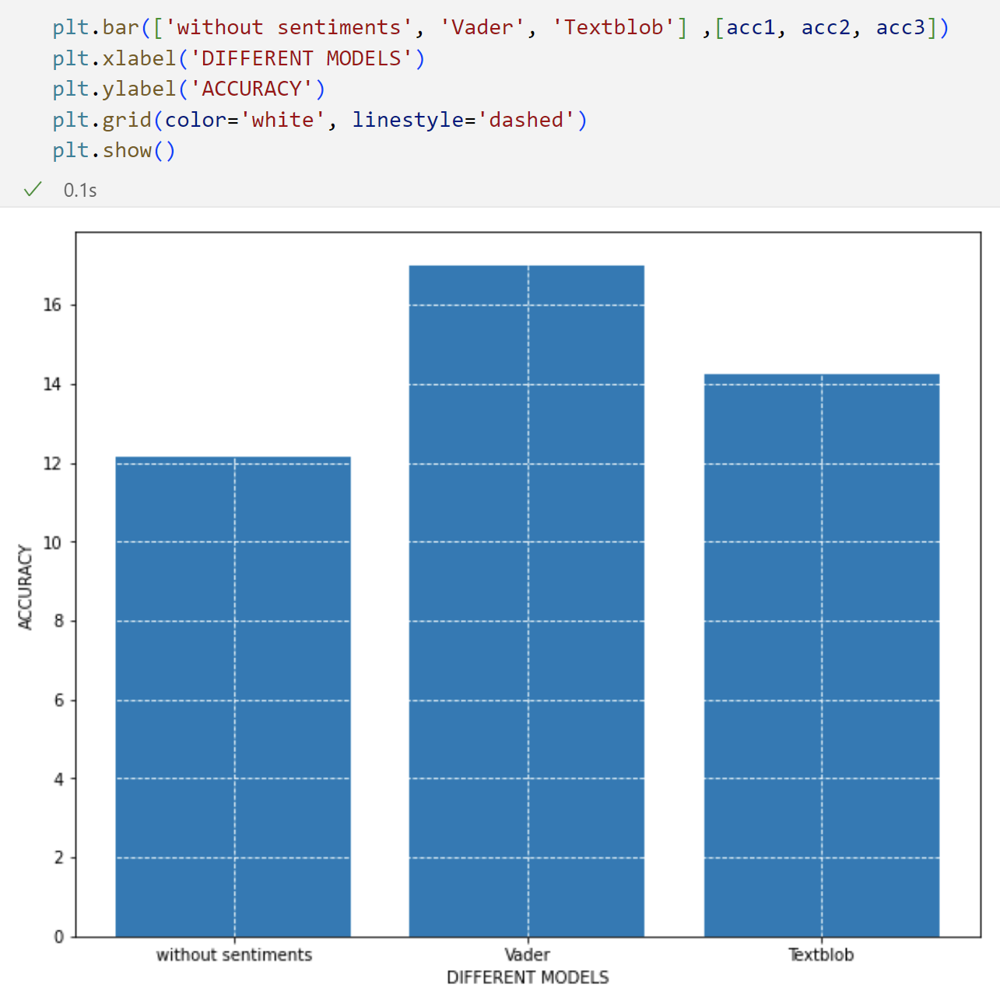 plt.bar(['without sentiments', 'Vader', 'Textblob'] ,[acc1, acc2, acc3])
plt.xlabel('DIFFERENT MODELS')
plt.ylabel('ACCURACY')
plt.grid(color='white', linestyle='dashed')
plt.show()
0.1s
16
14
12
10
8
6
4
2
0
ACCURACY
without sentiments Vader Textblob
DIFFERENT MODELS